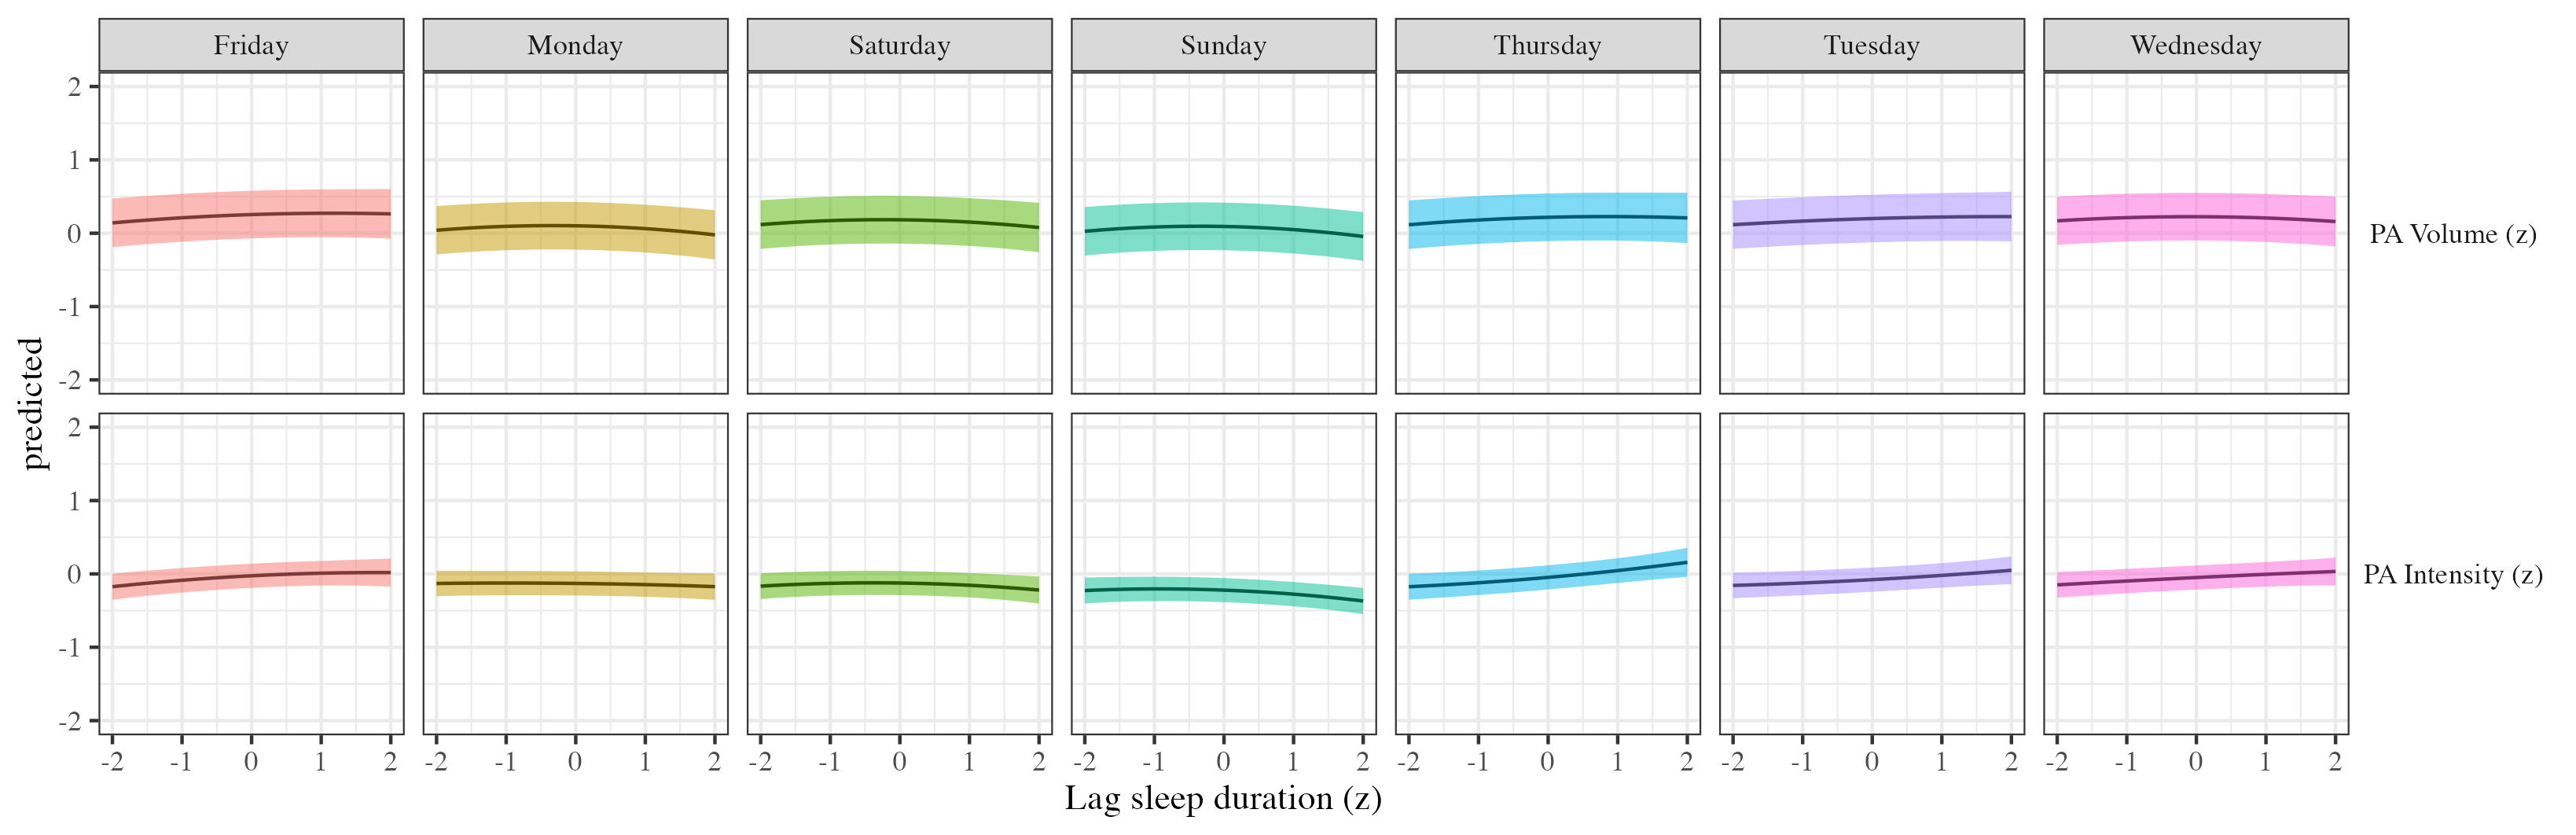 Friday Monday Saturday Sunday Thursday Tuesday Wednesday
2
1
0
-1
-2
PA Volume (z)
predicted
2
1
0
-1
-2
PA Intensity (z)
-2 -1 0 1 2 -2 -1 0 1 2 -2 -1 0 1 2 -2 -1 0 1 2 -2 -1 0 1 2 -2 -1 0 1 2 -2 -1 0 1 2
Lag sleep duration (z)